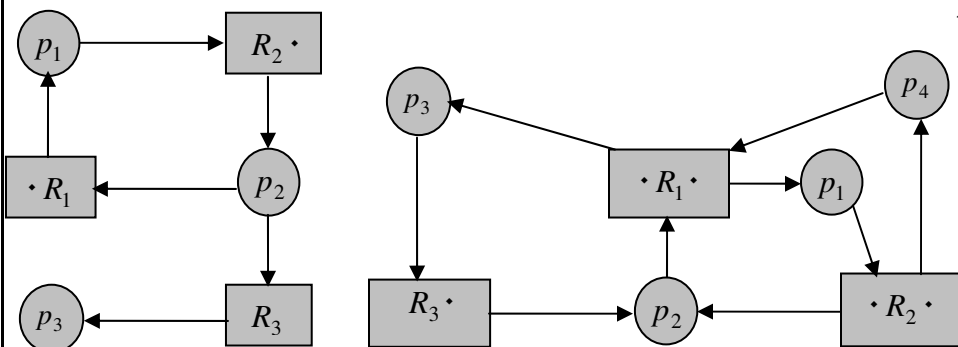 p₁
R₂ ·
· R₁
p₂
p₃
R₃
p₃
p₄
· R₁ ·
p₁
R₃ ·
p₂
· R₂ ·